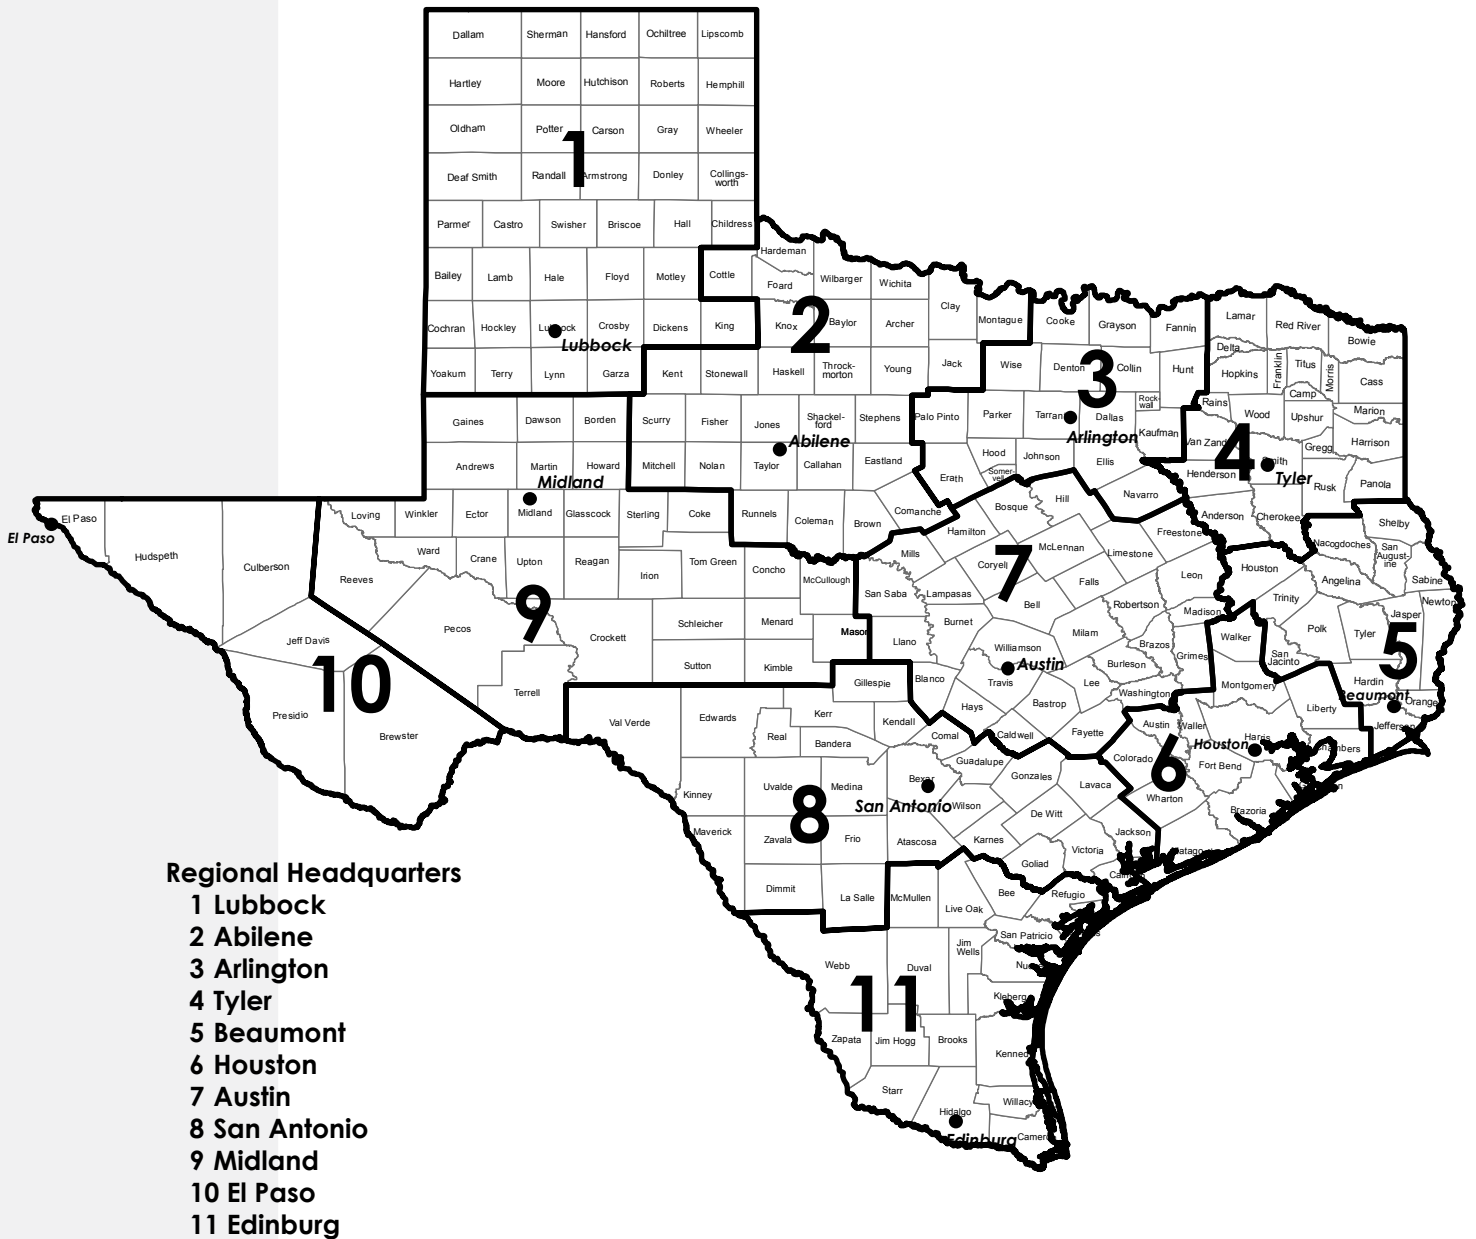 Dallam Sherman Hansford Ochiltree Lipscomb
Hartley Moore Hutchison Roberts Hemphill
Oldham Potter Carson Gray Wheeler
1
Deaf Smith Randall Armstrong Donley Collings-
worth
Parmer Castro Swisher Briscoe Hall Childress
Hardeman
Bailey Lamb Hale Floyd Motley Cottle Foard Wilbarger Wichita
Clay
Cochran Hockley Lubbock Crosby Dickens King Knox 2 Baylor Archer Montague Cooke Grayson Fannin Lamar Red River Bowie
Lubbock
Delta
Yoakum Terry Lynn Garza Kent Stonewall Haskell Throck-
morton Young Jack Wise Denton 3 Collin Hunt Hopkins Franklin Titus Morris Cass
Rock-
wall Rains Camp
Gaines Dawson Borden Scurry Fisher Jones Shackel-
ford Stephens Palo Pinto Parker Tarrant Dallas Kaufman Wood Upshur Marion
Abilene Arlington Van Zandt 4 Gregg Harrison
Andrews Martin Howard Mitchell Nolan Taylor Callahan Eastland Hood Johnson Ellis Henderson Smith
Midland Erath Somer-
vell Tyler Rusk Panola
El Paso Loving Winkler Ector Midland Glasscock Sterling Coke Runnels Coleman Brown Comanche Bosque Hill Navarro Anderson Cherokee Shelby
El Paso
Hudspeth Culberson Reeves Ward Crane Upton Reagan Irion Tom Green Concho McCullough Mills Hamilton Coryell 7 McLennan Limestone Freestone Houston Nacogdoches San
August-
ine Sabine
San Saba Lampasas Bell Falls Leon Angelina Newton
9
Pecos Crockett Schleicher Menard Mason Llano Burnet Milam Robertson Madison Trinity Jasper
Jeff Davis Williamson Brazos Grimes Walker Polk Tyler 5
10 Sutton Kimble Austin Burleson San
Jacinto Hardin
Presidio Terrell Gillespie Blanco Travis Lee Washington Montgomery Beaumont
Brewster Val Verde Edwards Kerr Kendall Hays Bastrop Austin Waller Liberty Orange
Real Bandera Comal Caldwell Fayette Houston Harris Chambers Jefferson
Guadalupe Colorado 6 Fort Bend
Kinney Uvalde Medina Bexar Gonzales Lavaca Wharton Brazoria
8 San Antonio Wilson De Witt
Maverick Zavala Frio Atascosa Karnes Jackson
Goliad Victoria
Dimmit La Salle McMullen Live Oak Bee Refugio
San Patricio
Webb Duval Jim
Wells
11 Kleberg
Zapata Jim Hogg Brooks Kenedy
Starr Hidalgo Willacy
Edinburg Cameron
Regional Headquarters
1 Lubbock
2 Abilene
3 Arlington
4 Tyler
5 Beaumont
6 Houston
7 Austin
8 San Antonio
9 Midland
10 El Paso
11 Edinburg